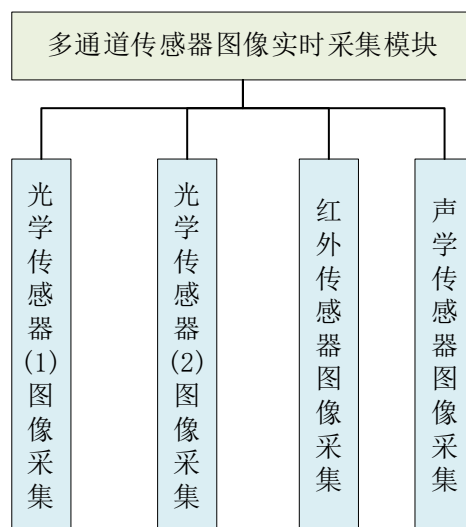 多通道传感器图像实时采集模块
光学传感器(1)图像采集
光学传感器(2)图像采集
红外传感器图像采集
声学传感器图像采集